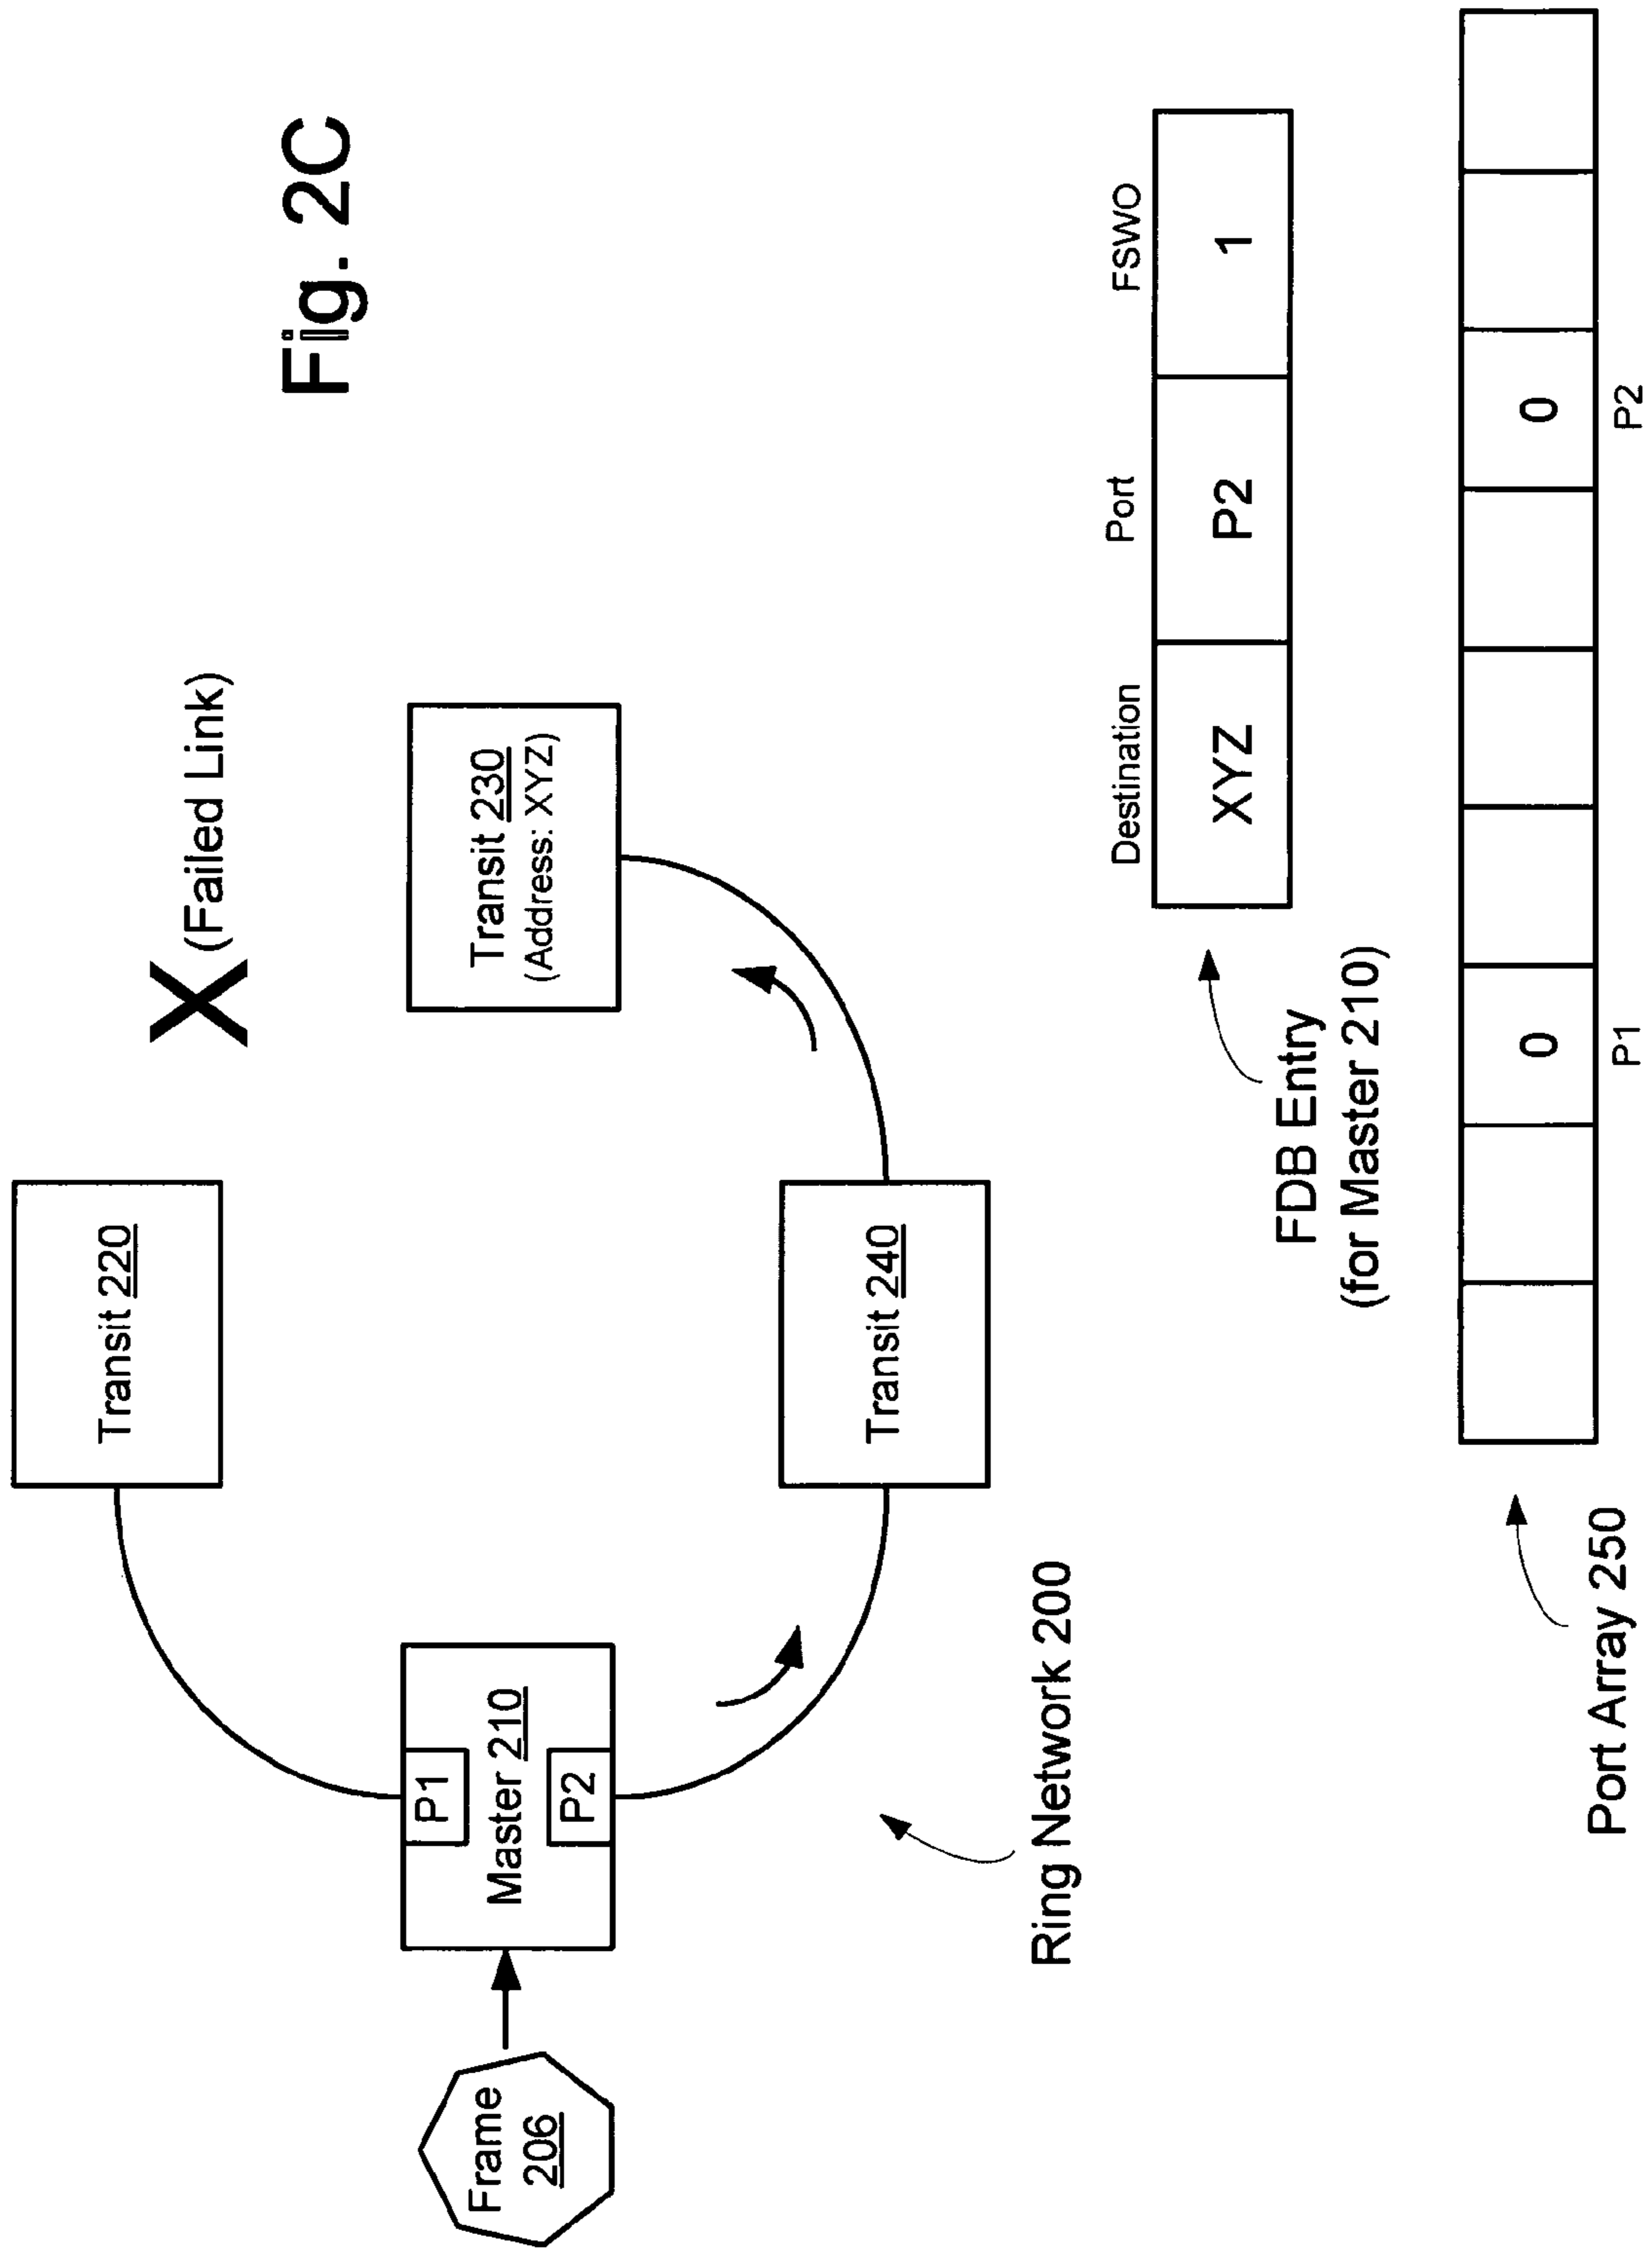 Fig. 2C
Transit 220
X
(Failed Link)
Frame
206
P1
Master 210
P2
Transit 230
(Address: XYZ)
Transit 240
Ring Network 200
Destination Port FSWO
XYZ P2 1
FDB Entry
(for Master 210)
0 0
P1 P2
Port Array 250